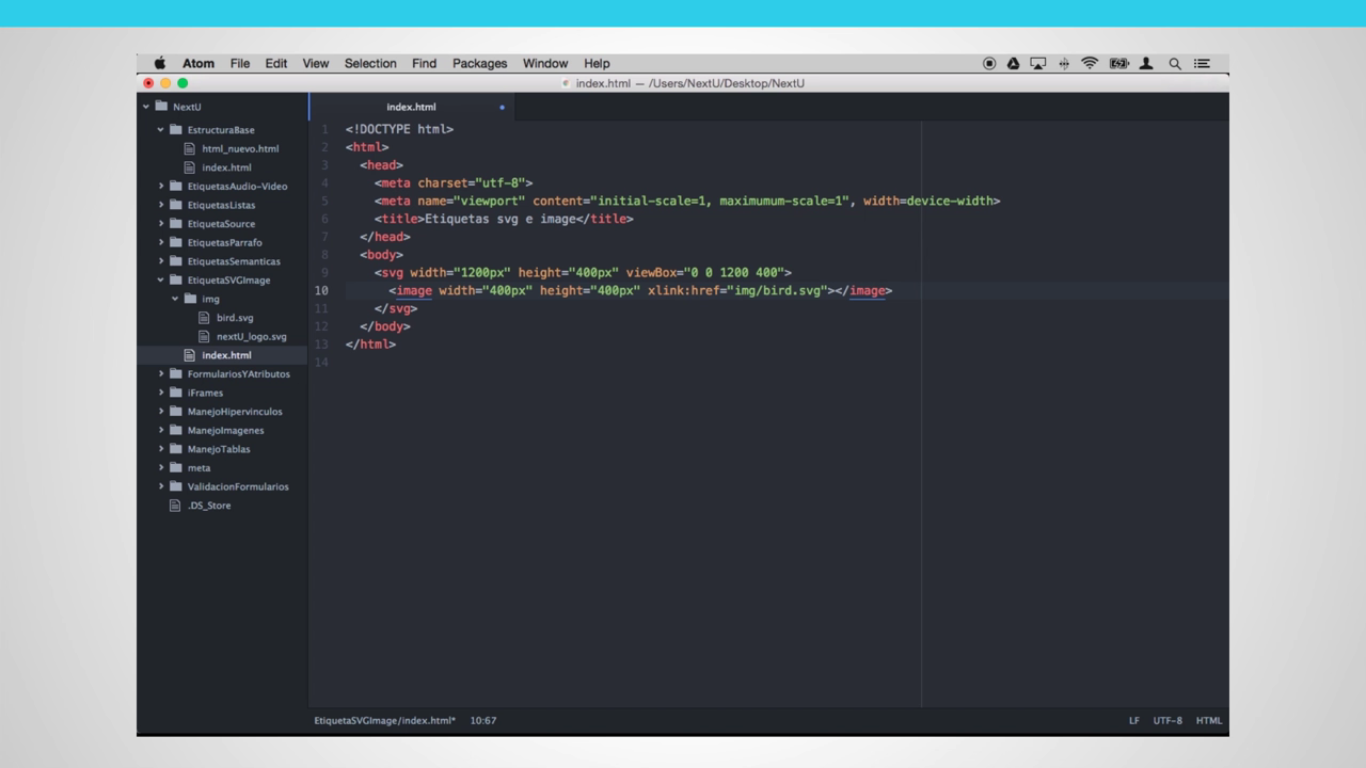 Atom File Edit View Selection Find Packages Window Help
index.html — /Users/NextU/Desktop/NextU
NextU
EstructuraBase
html_nuevo.html
index.html
EtiquetasAudio-Video
EtiquetasListas
EtiquetaSource
EtiquetasParrafo
EtiquetasSemanticas
EtiquetaSVGImage
img
bird.svg
nextU_logo.svg
index.html
FormulariosYAtributos
iFrames
ManejoHipervinculos
ManejoImagenes
ManejoTablas
meta
ValidacionFormularios
.DS_Store
index.html
1 <!DOCTYPE html>
2 <html>
3 <head>
4 <meta charset="utf-8">
5 <meta name="viewport" content="initial-scale=1, maximumum-scale=1", width=device-width>
6 <title>Etiquetas svg e image</title>
7 </head>
8 <body>
9 <svg width="1200px" height="400px" viewBox="0 0 1200 400">
10 <image width="400px" height="400px" xlink:href="img/bird.svg"></image>
11 </svg>
12 </body>
13 </html>
14
EtiquetaSVGImage/index.html* 10:67 LF UTF-8 HTML